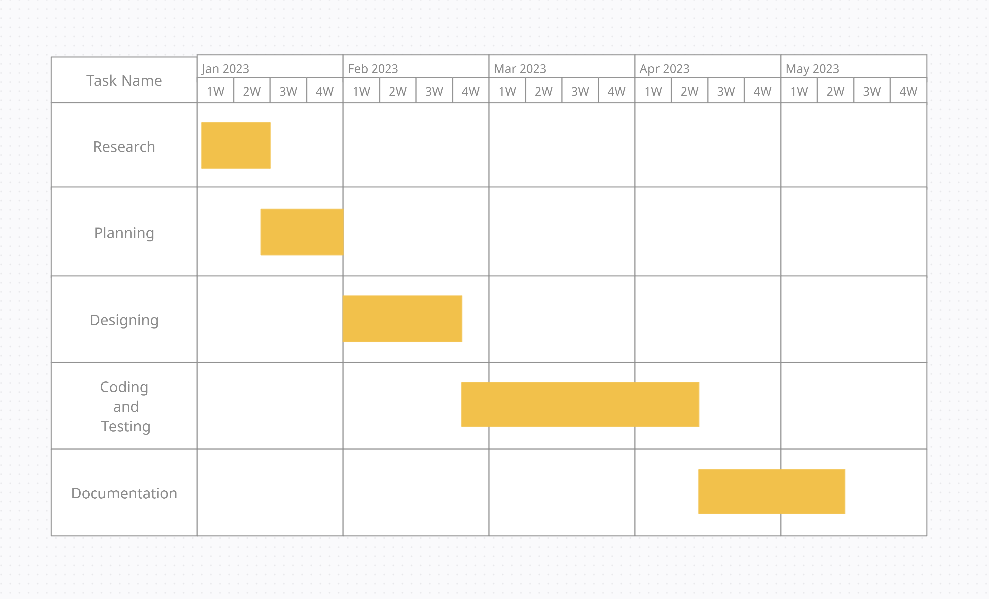 Task Name
Jan 2023 Feb 2023 Mar 2023 Apr 2023 May 2023
1W 2W 3W 4W 1W 2W 3W 4W 1W 2W 3W 4W 1W 2W 3W 4W 1W 2W 3W 4W
Research
Planning
Designing
Coding
and
Testing
Documentation